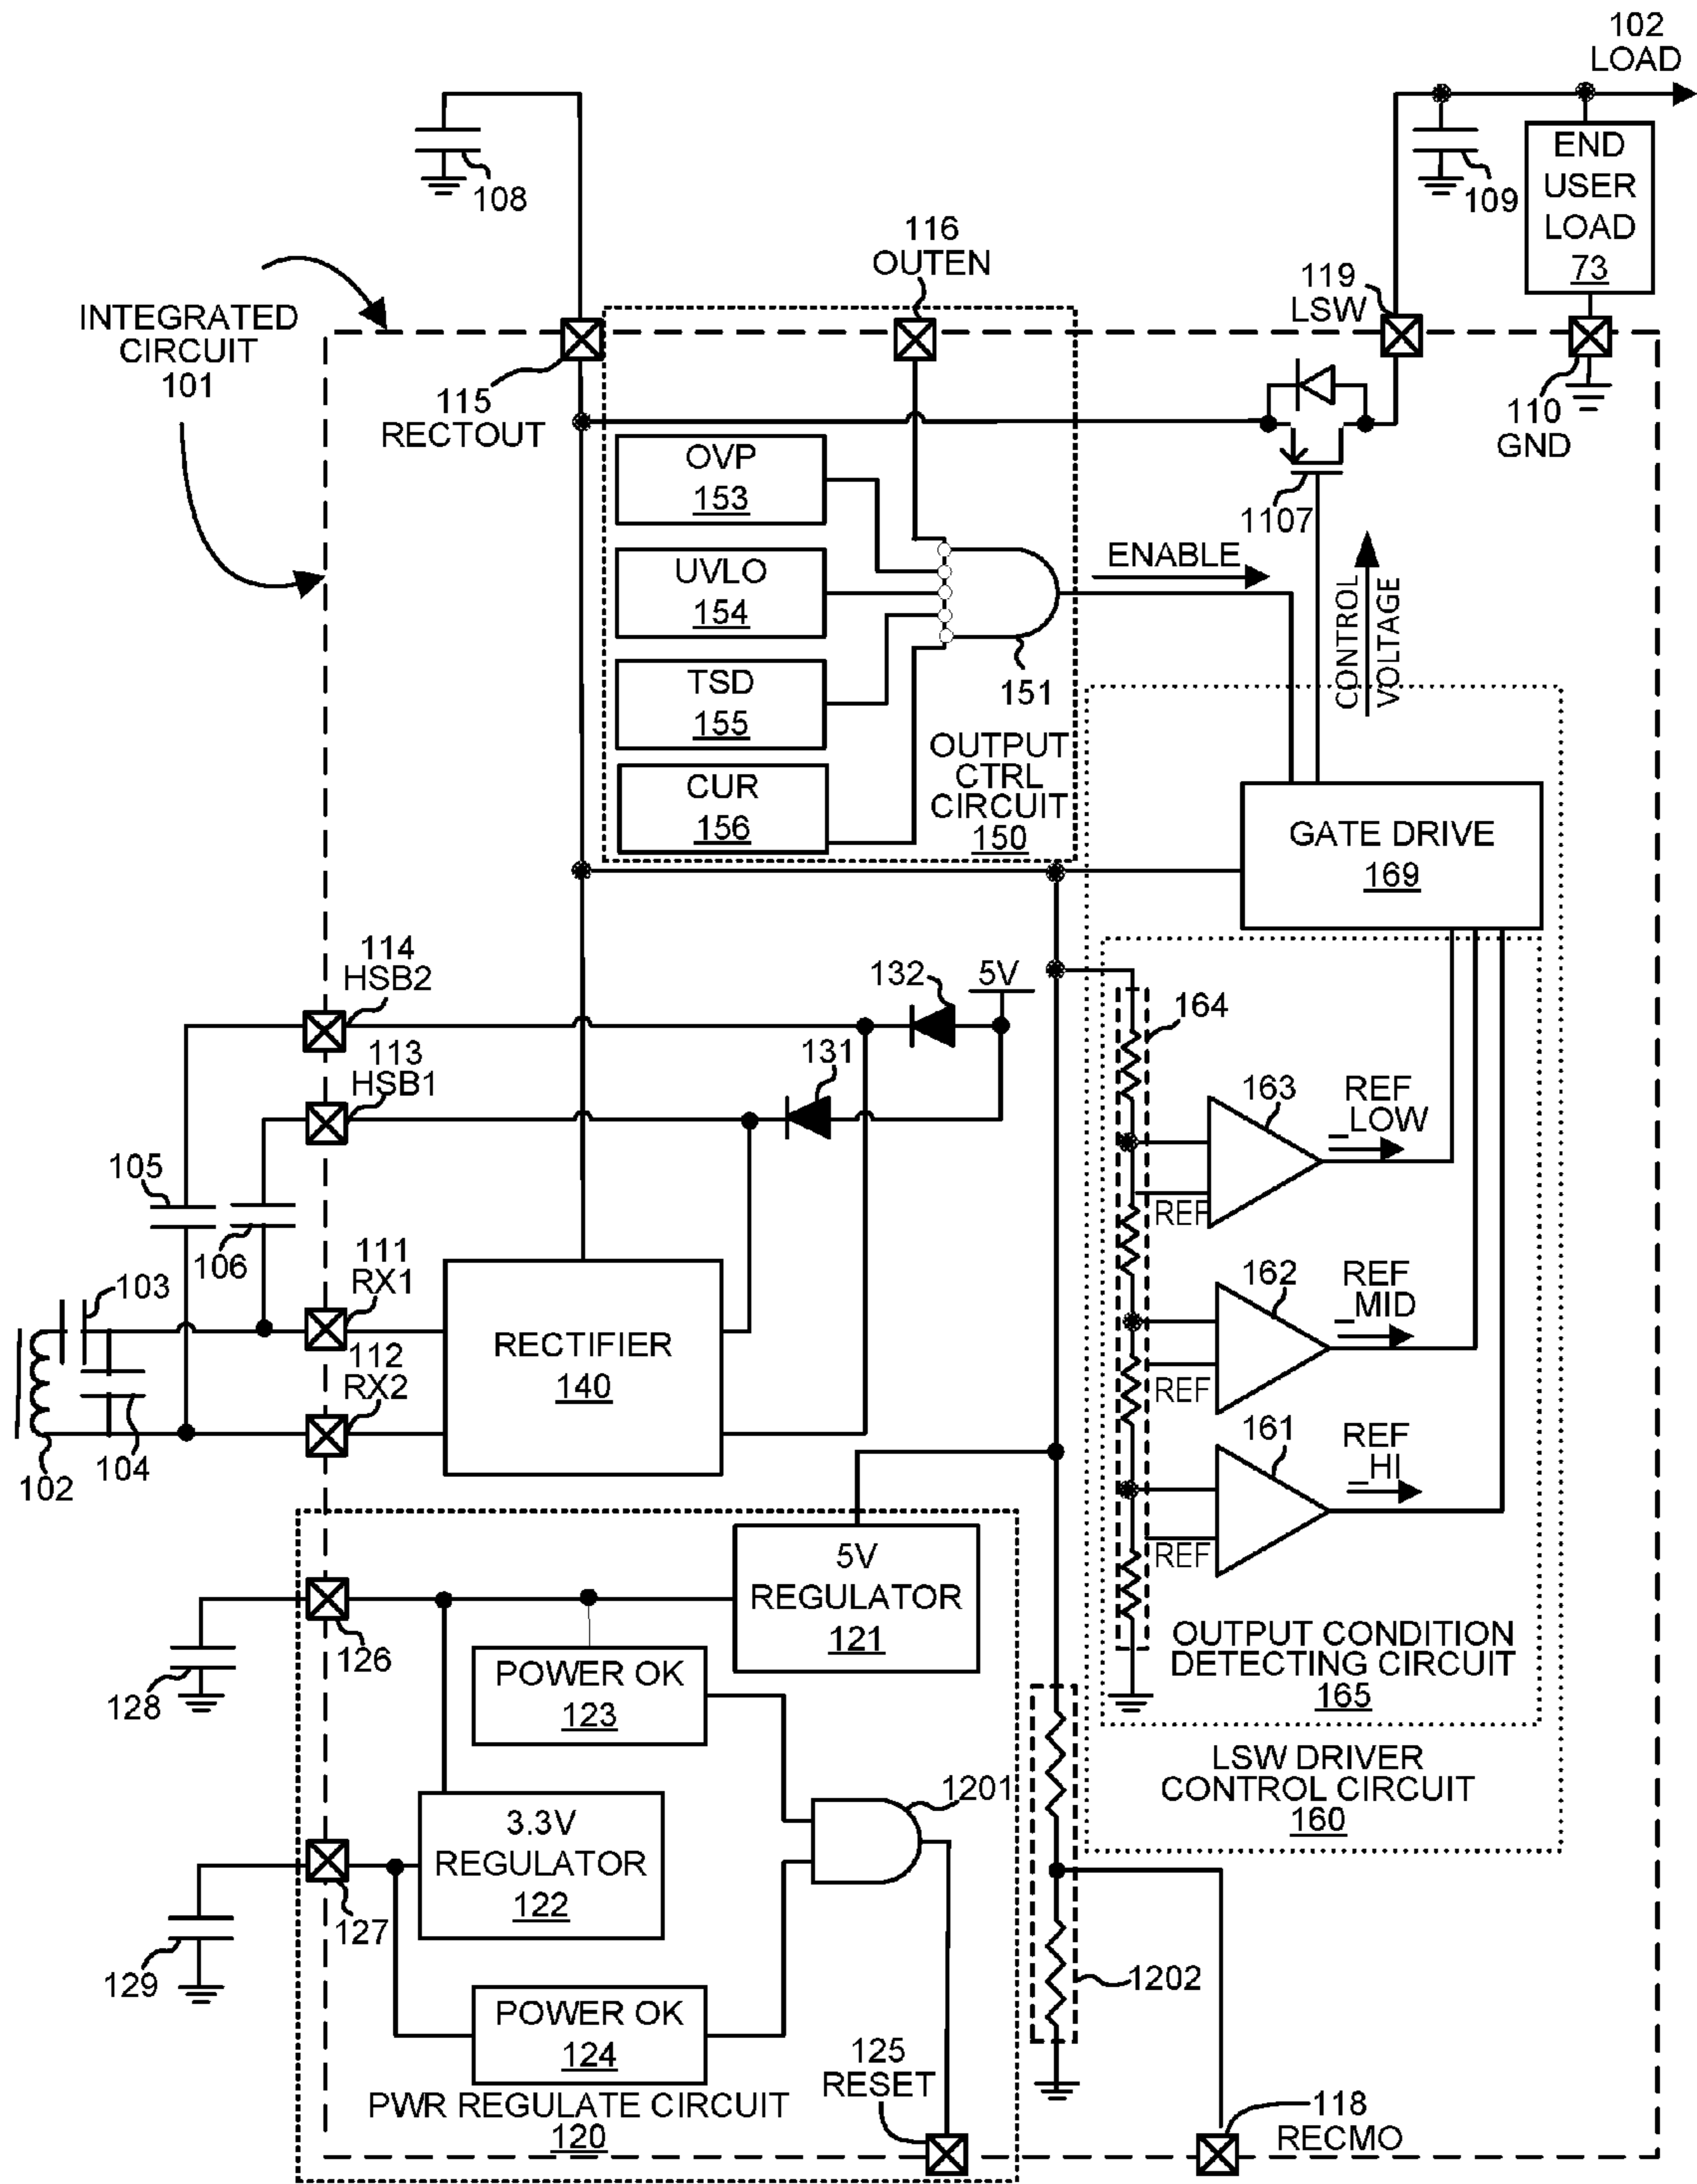 102
LOAD
108
109
END
USER
LOAD
73
116
OUTEN
119
LSW
INTEGRATED
CIRCUIT
101
115
RECTOUT
110
GND
OVP
153
1107
ENABLE
UVLO
154
CONTROL
VOLTAGE
151
TSD
155
OUTPUT
CTRL
CIRCUIT
150
CUR
156
GATE DRIVE
169
114
HSB2
132
5V
164
113
HSB1
131
163
REF
_LOW
REF
105
106
111
RX1
103
162
REF
_MID
REF
RECTIFIER
140
112
RX2
102
104
161
REF
_HI
REF
5V
REGULATOR
121
126
128
POWER OK
123
OUTPUT CONDITION
DETECTING CIRCUIT
165
LSW DRIVER
CONTROL CIRCUIT
160
1201
3.3V
REGULATOR
122
127
129
1202
POWER OK
124
125
RESET
PWR REGULATE CIRCUIT
120
118
RECMO